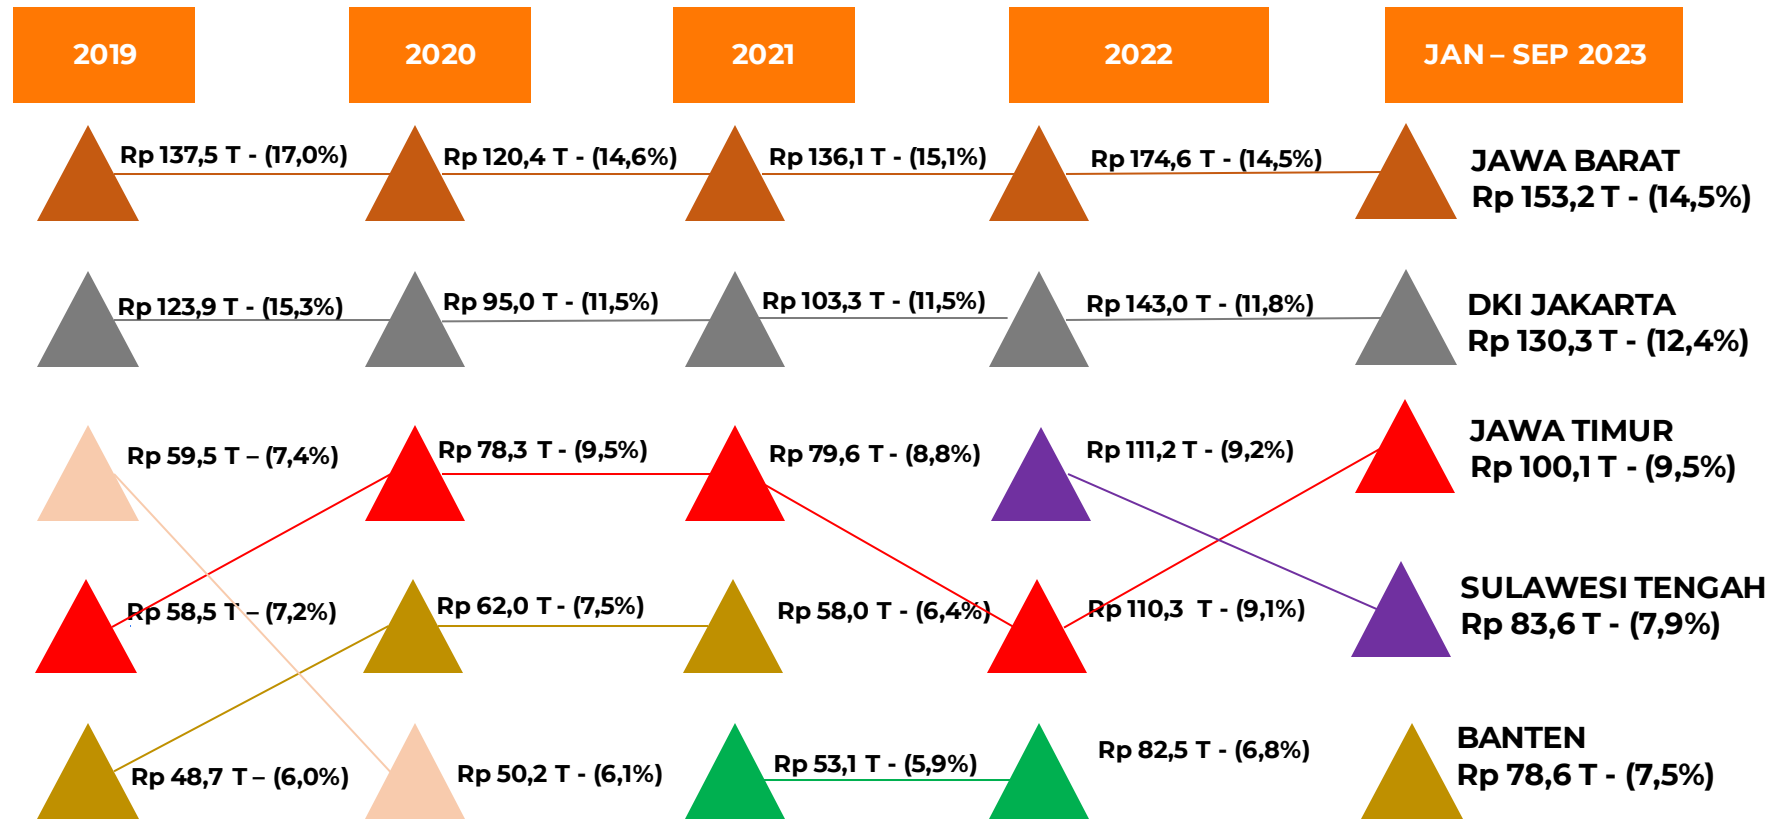 2019
2020
2021
2022
JAN – SEP 2023
Rp 137,5 T - (17,0%)
Rp 120,4 T - (14,6%)
Rp 136,1 T - (15,1%)
Rp 174,6 T - (14,5%)
JAWA BARAT
Rp 153,2 T - (14,5%)
Rp 123,9 T - (15,3%)
Rp 95,0 T - (11,5%)
Rp 103,3 T - (11,5%)
Rp 143,0 T - (11,8%)
DKI JAKARTA
Rp 130,3 T - (12,4%)
Rp 59,5 T – (7,4%)
Rp 78,3 T - (9,5%)
Rp 79,6 T - (8,8%)
Rp 111,2 T - (9,2%)
JAWA TIMUR
Rp 100,1 T - (9,5%)
Rp 58,5 T – (7,2%)
Rp 62,0 T - (7,5%)
Rp 58,0 T - (6,4%)
Rp 110,3 T - (9,1%)
SULAWESI TENGAH
Rp 83,6 T - (7,9%)
Rp 48,7 T – (6,0%)
Rp 50,2 T - (6,1%)
Rp 53,1 T - (5,9%)
Rp 82,5 T - (6,8%)
BANTEN
Rp 78,6 T - (7,5%)